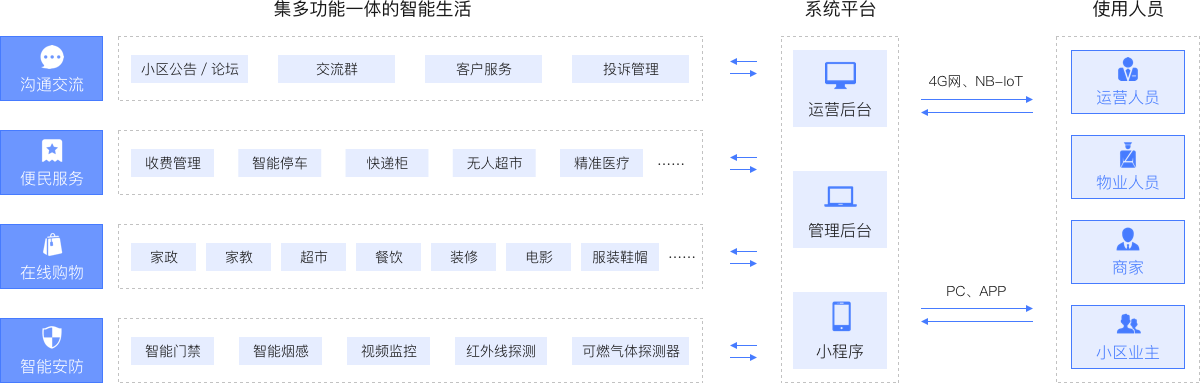 集多功能一体的智能生活
系统平台
使用人员
沟通交流
小区公告 / 论坛
交流群
客户服务
投诉管理
便民服务
收费管理
智能停车
快递柜
无人超市
精准医疗
……
在线购物
家政
家教
超市
餐饮
装修
电影
服装鞋帽
……
智能安防
智能门禁
智能烟感
视频监控
红外线探测
可燃气体探测器
运营后台
管理后台
小程序
4G网、NB-IoT
PC、APP
运营人员
物业人员
商家
小区业主